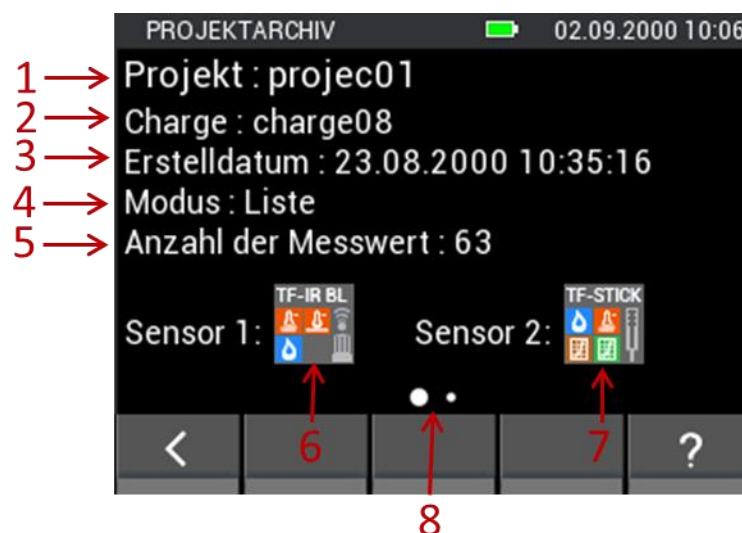 PROJEKTARCHIV 02.09.2000 10:06
1 Projekt : projec01
2 Charge : charge08
3 Erstelldatum : 23.08.2000 10:35:16
4 Modus : Liste
5 Anzahl der Messwert : 63
TF-IR BL TF-STICK
Sensor 1: Sensor 2:
< 6 7 ?
8